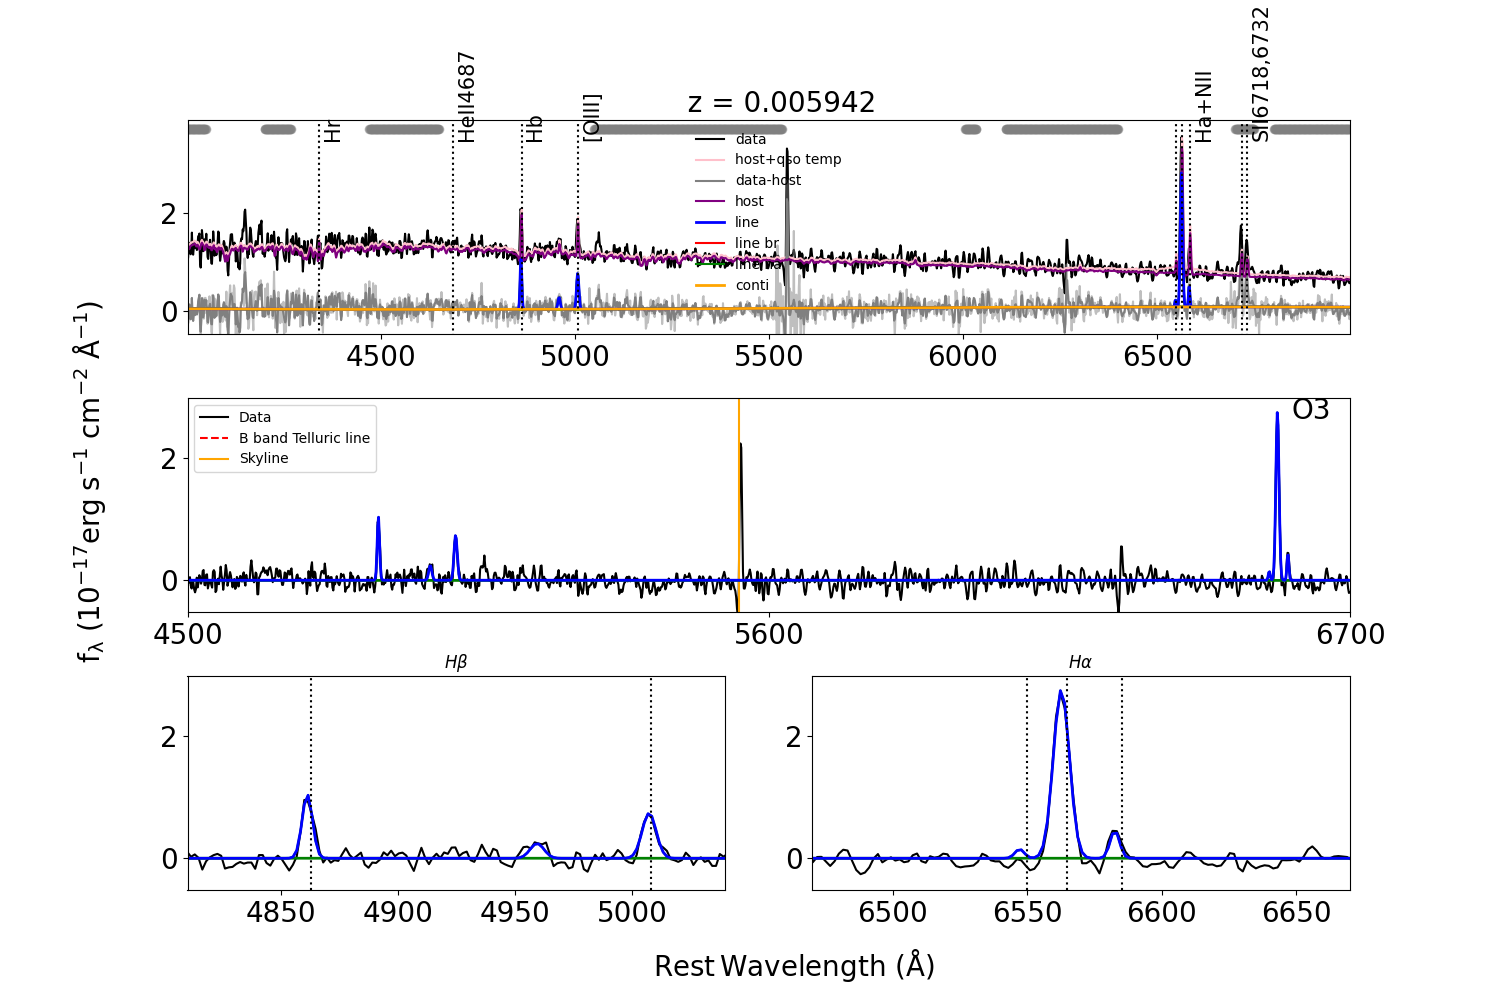 z = 0.005942
Hr
HeII4687
Hb
[OIII]
Ha+NII
SII6718,6732
data
host+qso temp
data-host
host
line
line br
conti
2
0
4500 5000 5500 6000 6500
fλ (10⁻¹⁷erg s⁻¹ cm⁻² Å⁻¹)
Data
B band Telluric line
Skyline
O3
2
0
4500 5600 6700
Hβ
Hα
2
0
4850 4900 4950 5000
2
0
6500 6550 6600 6650
Rest Wavelength (Å)